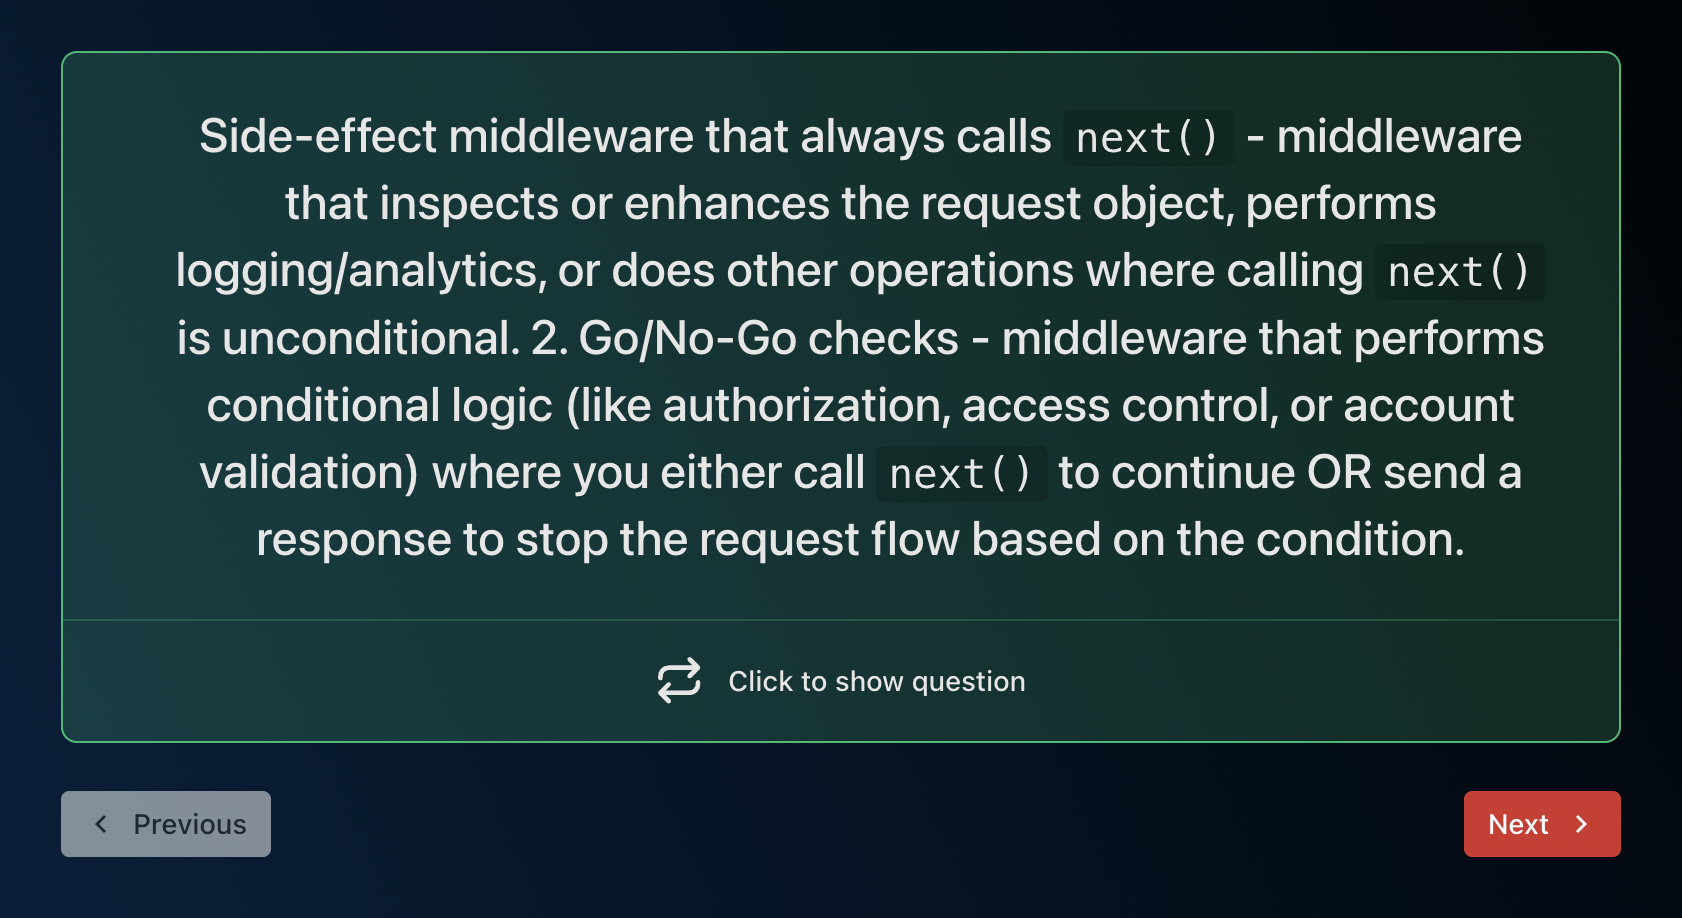 Side-effect middleware that always calls next() - middleware
that inspects or enhances the request object, performs
logging/analytics, or does other operations where calling next()
is unconditional. 2. Go/No-Go checks - middleware that performs
conditional logic (like authorization, access control, or account
validation) where you either call next() to continue OR send a
response to stop the request flow based on the condition.
Click to show question
Previous
Next